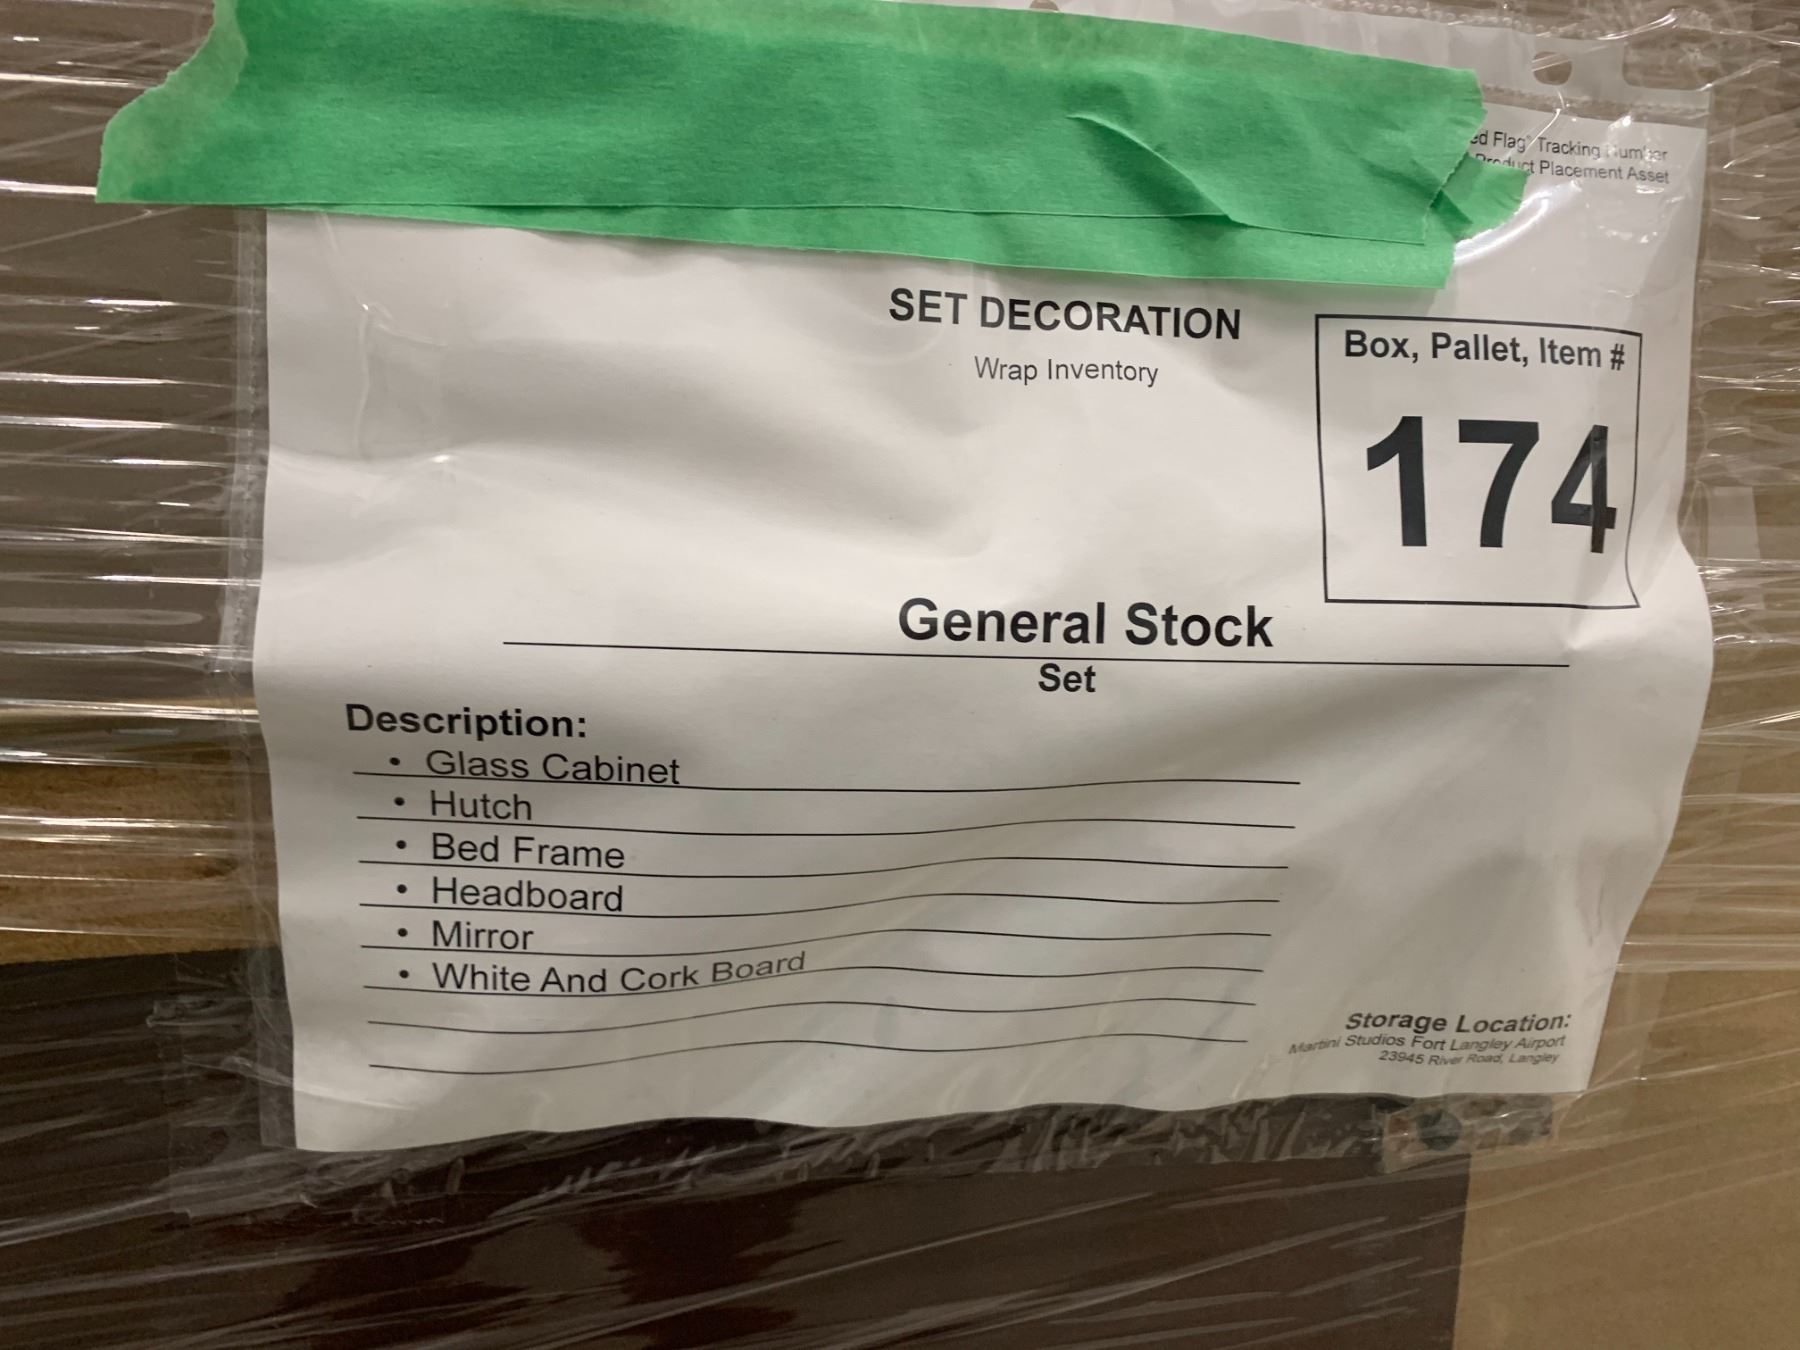 Flag® Tracking Number
Product Placement Asset
SET DECORATION
Wrap Inventory
Box, Pallet, Item #
174
General Stock
Set
Description:
• Glass Cabinet
• Hutch
• Bed Frame
• Headboard
• Mirror
• White And Cork Board
Storage Location:
Martini Studios Fort Langley Airport
23945 River Road, Langley